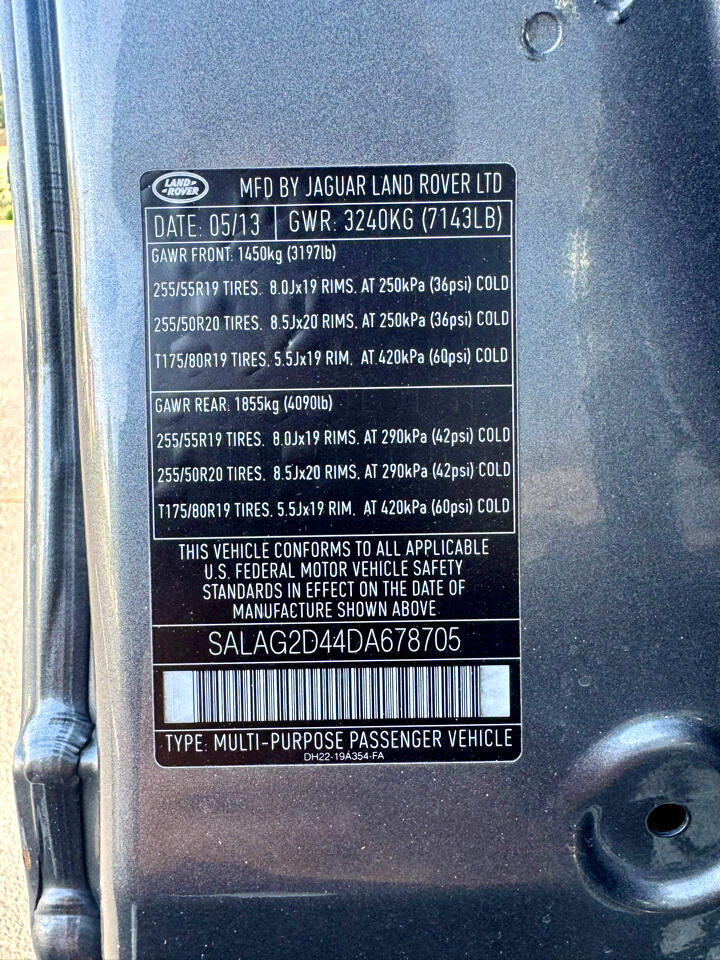 LAND-
-ROVER
MFD BY JAGUAR LAND ROVER LTD
DATE: 05/13 GWR: 3240KG (7143LB)
GAWR FRONT: 1450kg (3197lb)
255/55R19 TIRES, 8.0Jx19 RIMS, AT 250kPa (36psi) COLD
255/50R20 TIRES, 8.5Jx20 RIMS, AT 250kPa (36psi) COLD
T175/80R19 TIRES, 5.5Jx19 RIM, AT 420kPa (60psi) COLD
GAWR REAR: 1855kg (4090lb)
255/55R19 TIRES, 8.0Jx19 RIMS, AT 290kPa (42psi) COLD
255/50R20 TIRES, 8.5Jx20 RIMS, AT 290kPa (42psi) COLD
T175/80R19 TIRES, 5.5Jx19 RIM, AT 420kPa (60psi) COLD
THIS VEHICLE CONFORMS TO ALL APPLICABLE
U.S. FEDERAL MOTOR VEHICLE SAFETY
STANDARDS IN EFFECT ON THE DATE OF
MANUFACTURE SHOWN ABOVE
SALAG2D44DA678705
TYPE: MULTI-PURPOSE PASSENGER VEHICLE
DH22-19A354-FA